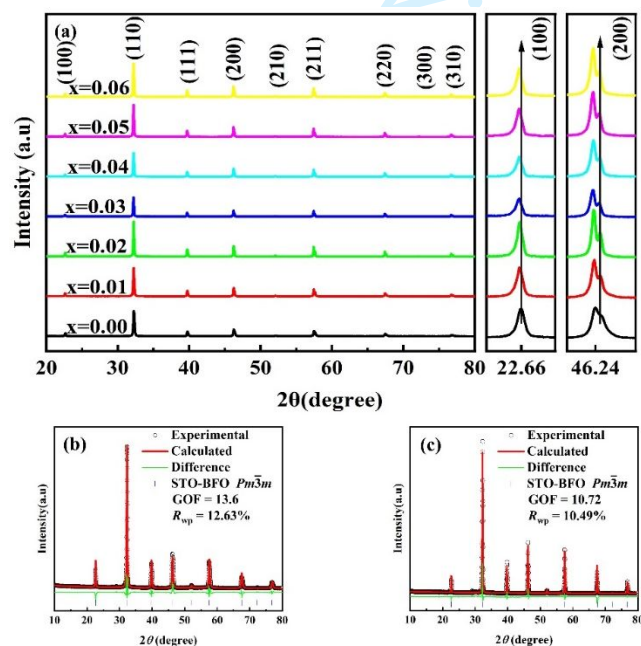 (a)
(100)
(110)
(111)
(200)
(210)
(211)
(220)
(300)
(310)
(100)
(200)
x=0.06
x=0.05
x=0.04
x=0.03
x=0.02
x=0.01
x=0.00
Intensity (a.u)
20 30 40 50 60 70 80
22.66
46.24
2θ(degree)
(b)
Experimental
Calculated
Difference
STO-BFO Pm3̅m
GOF = 13.6
Rwp = 12.63%
Intensity(a.u)
10 20 30 40 50 60 70 80
2θ (degree)
(c)
Experimental
Calculated
Difference
STO-BFO Pm3̅m
GOF = 10.72
Rwp = 10.49%
Intensity(a.u)
10 20 30 40 50 60 70 80
2θ (degree)